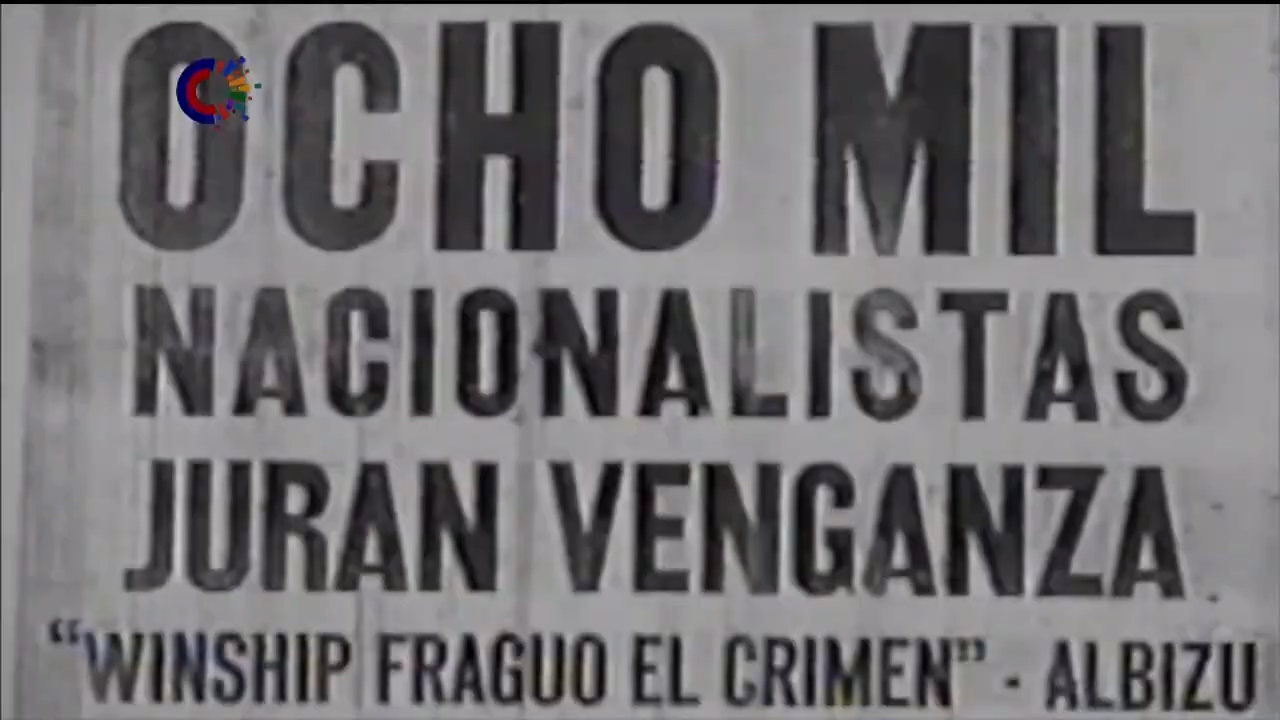 OCHO MIL
NACIONALISTAS
JURAN VENGANZA
“WINSHIP FRAGUO EL CRIMEN” - ALBIZU